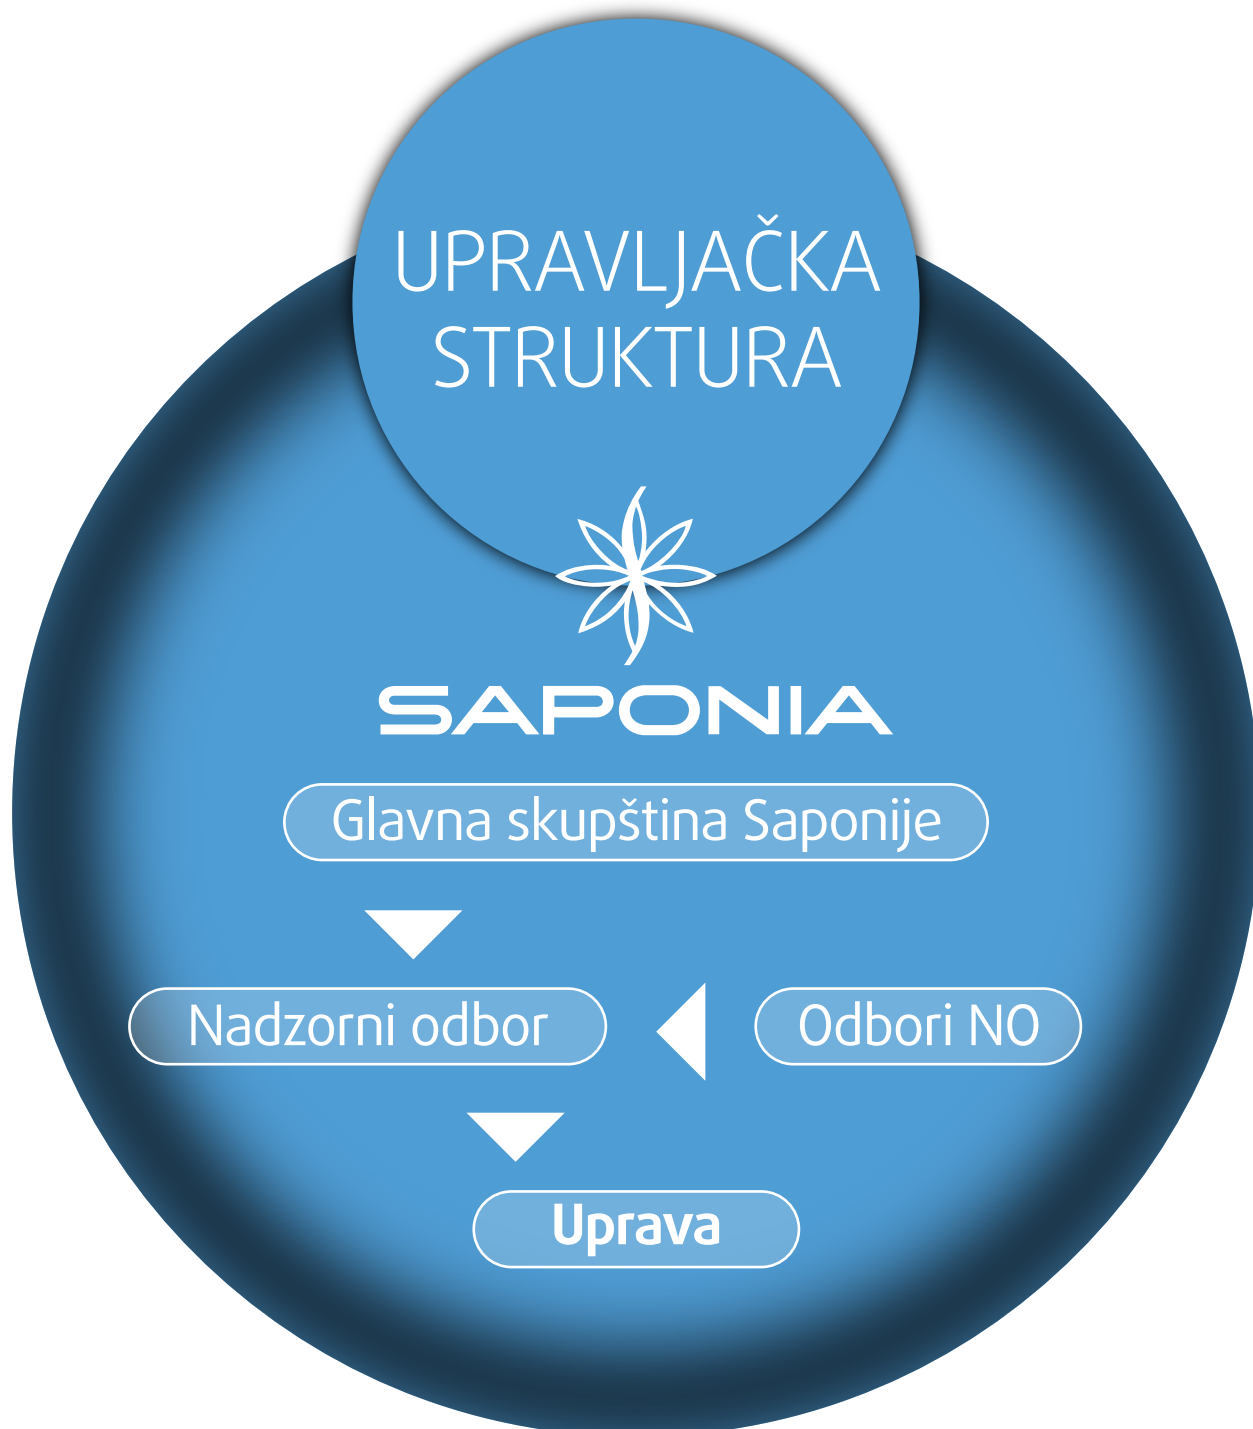 UPRAVLJAČKA
STRUKTURA
SAPONIA
Glavna skupština Saponije
Nadzorni odbor
Odbori NO
Uprava